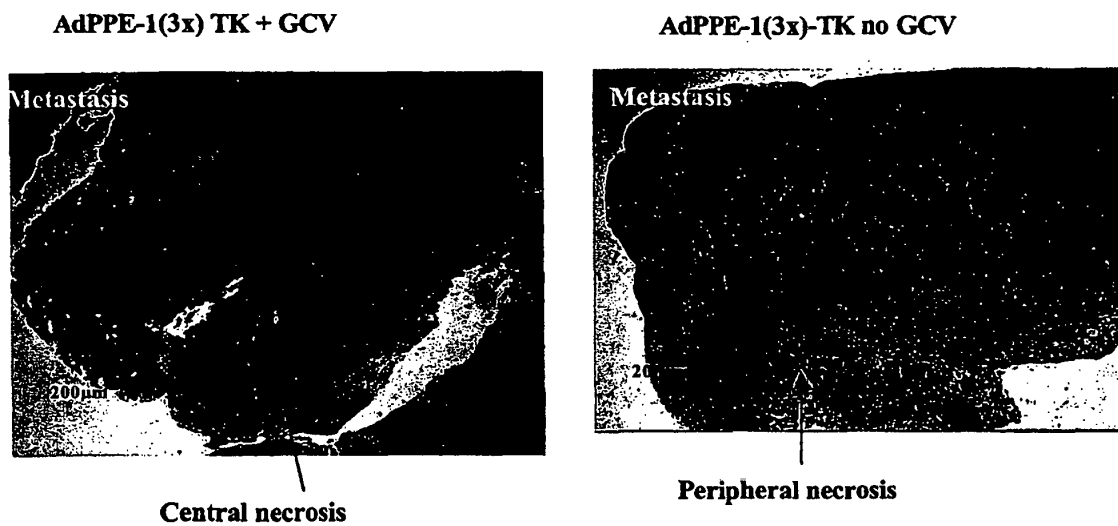 AdPPE-1(3x) TK + GCV
AdPPE-1(3x)-TK no GCV
Metastasis
Metastasis
200µm
Central necrosis
Peripheral necrosis